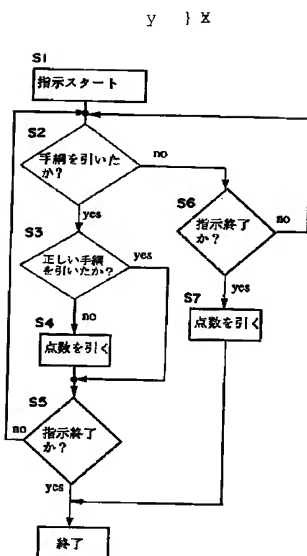 S1
指示スタート
S2
手綱を引いた
か?
no
yes
S6
指示終了
か?
no
yes
S3
正しい手綱
を引いたか?
yes
no
S7
点数を引く
S4
点数を引く
S5
指示終了
か?
no
yes
終了